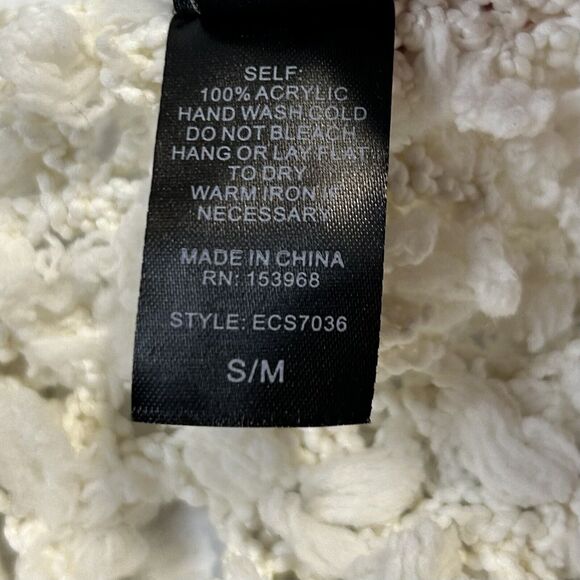 SELF:
100% ACRYLIC
HAND WASH COLD
DO NOT BLEACH
HANG OR LAY FLAT
TO DRY
WARM IRON IF
NECESSARY
MADE IN CHINA
RN: 153968
STYLE: ECS7036
S/M